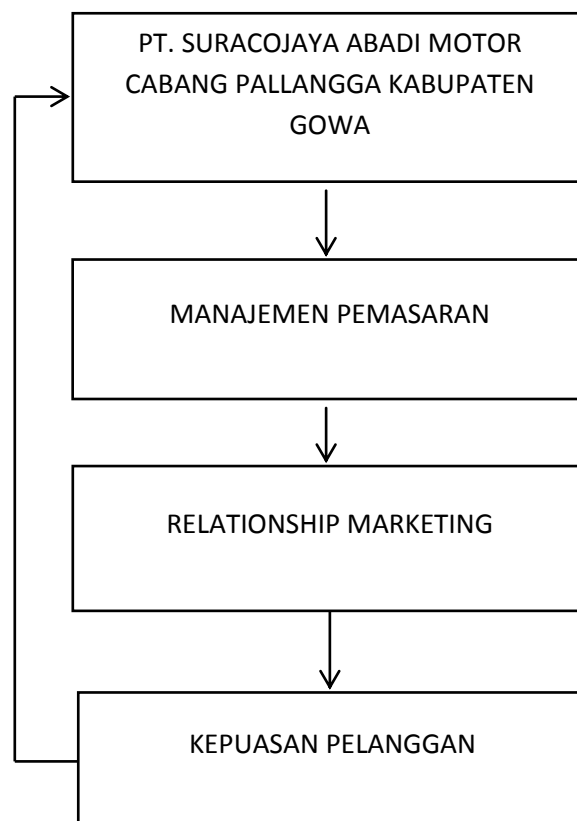 PT. SURACOJAYA ABADI MOTOR
CABANG PALLANGGA KABUPATEN
GOWA
MANAJEMEN PEMASARAN
RELATIONSHIP MARKETING
KEPUASAN PELANGGAN